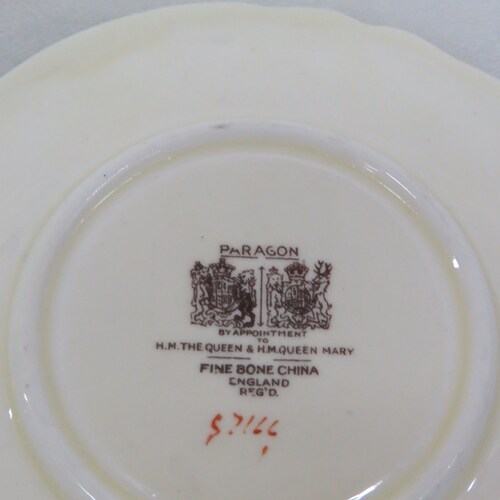 PARAGON
BY APPOINTMENT
TO
H.M. THE QUEEN & H.M. QUEEN MARY
FINE BONE CHINA
ENGLAND
REG'D.